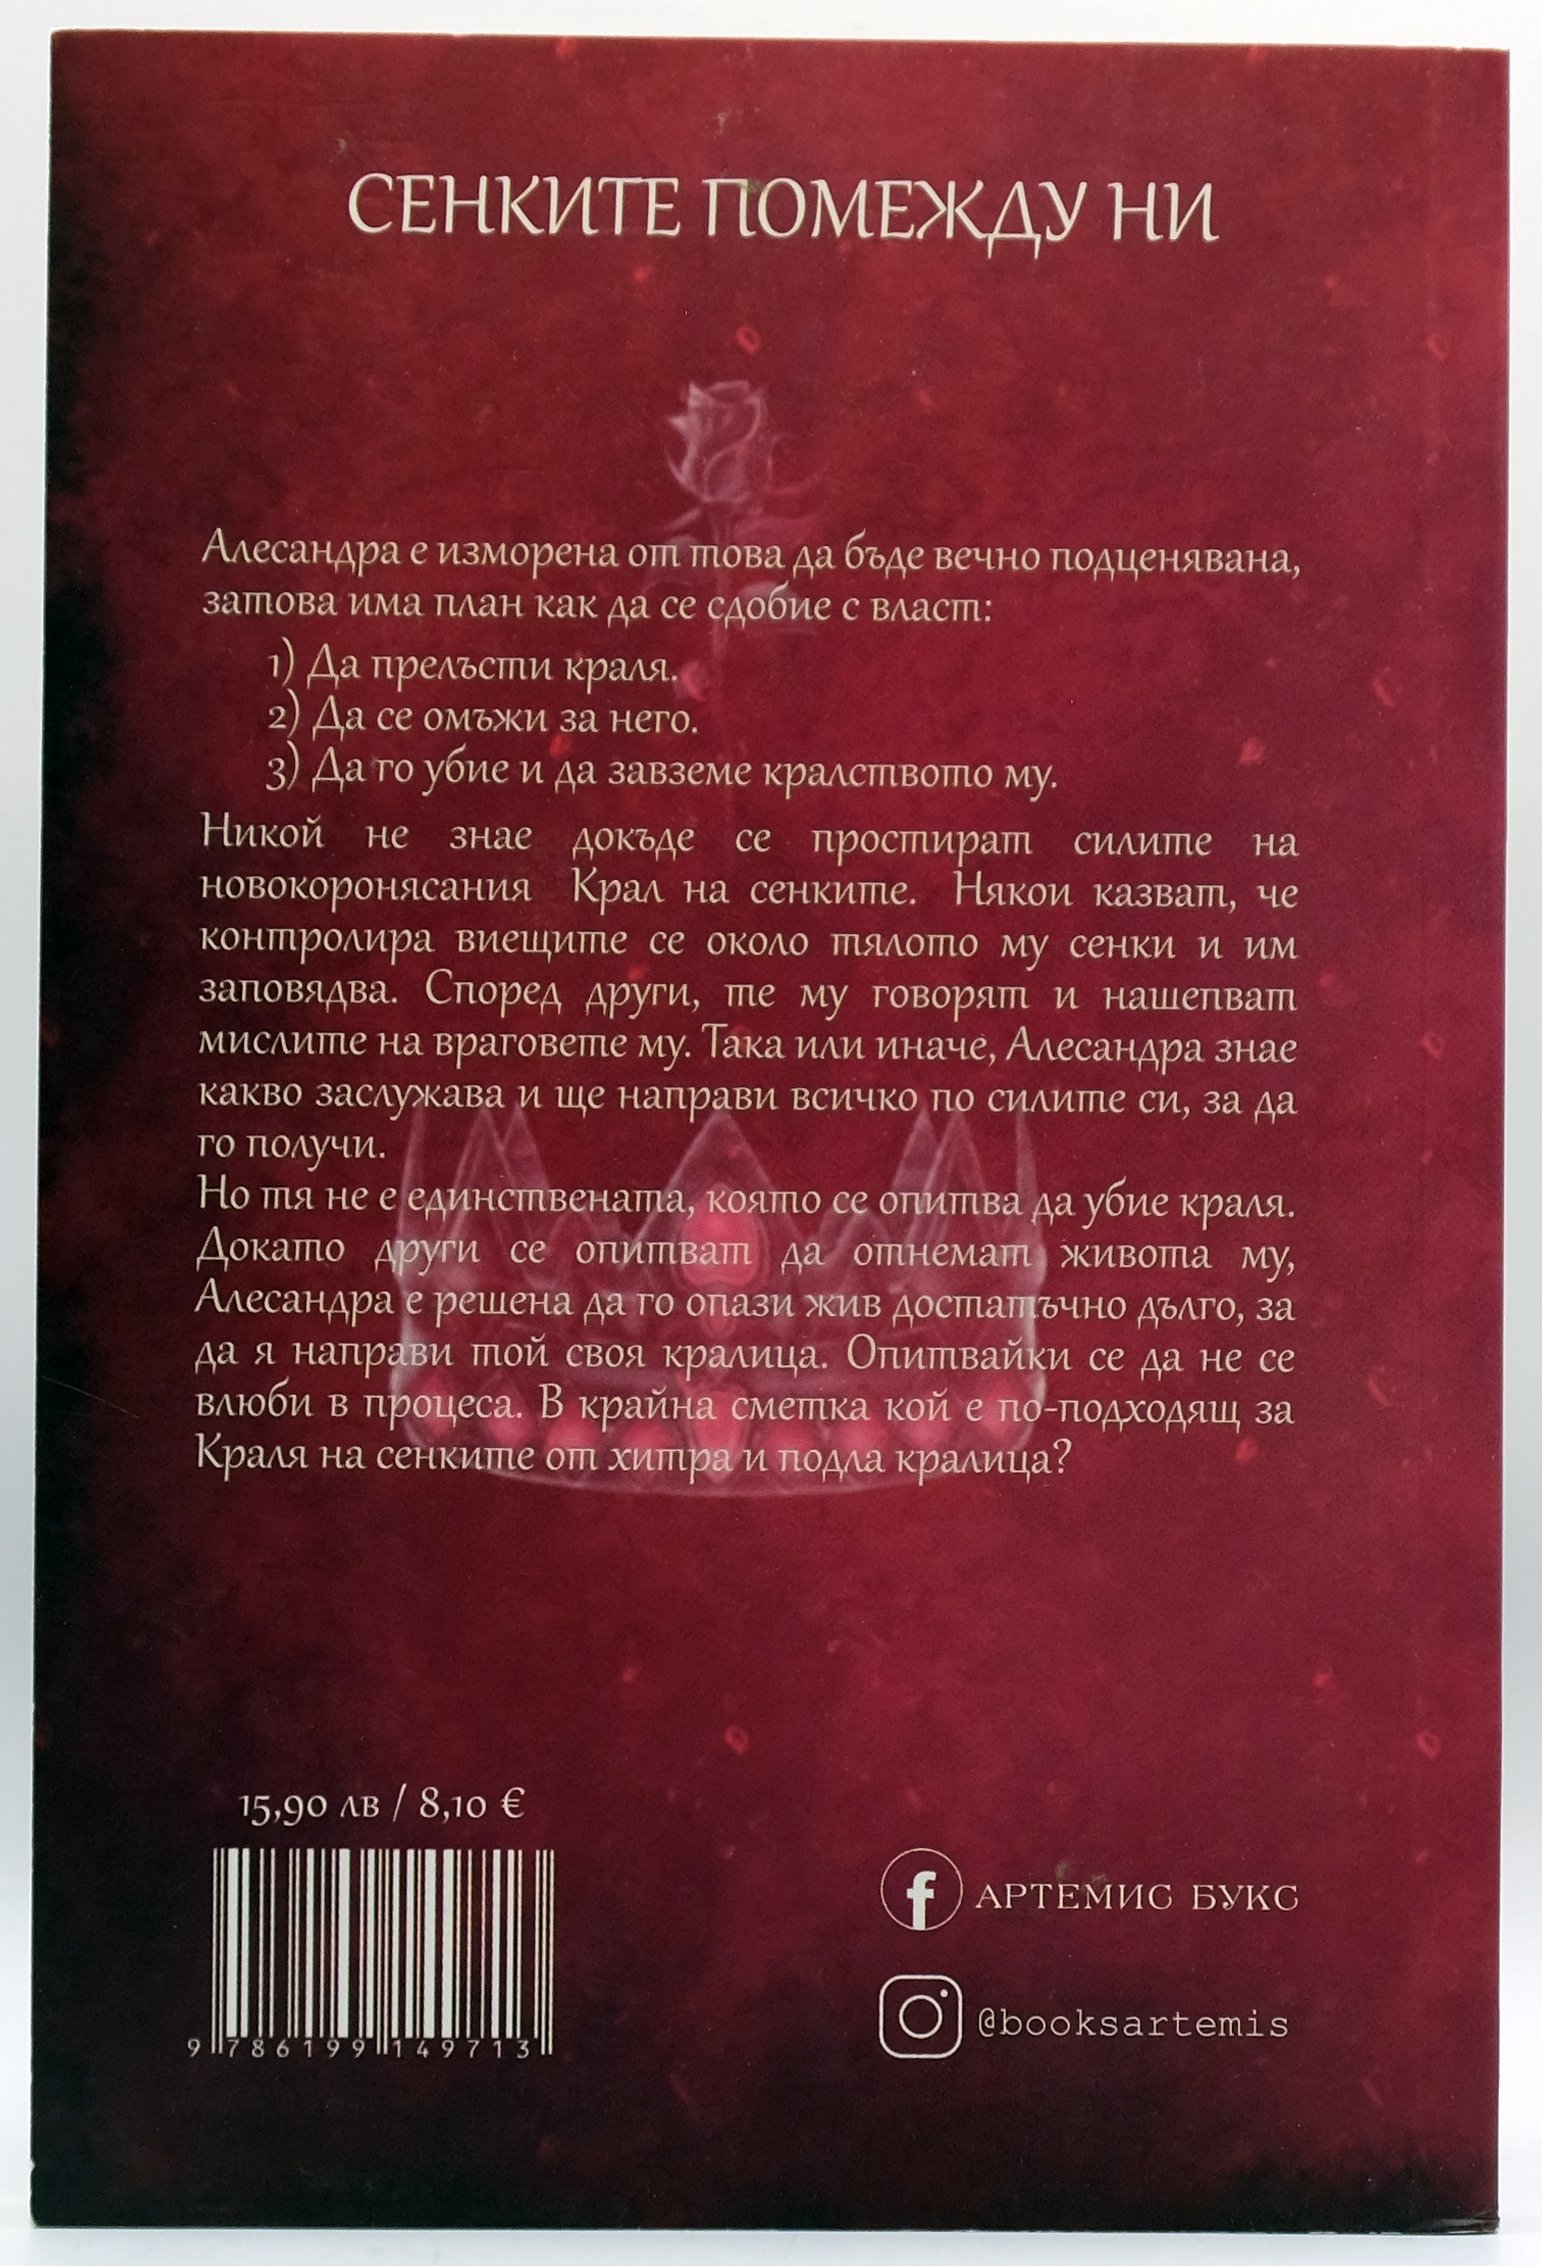 СЕНКИТЕ ПОМЕЖДУ НИ
Алесандра е изморена от това да бъде вечно подценявана,
затова има план как да се сдобие с власт:
1) Да прелъсти краля.
2) Да се омъжи за него.
3) Да го убие и да завземе кралството му.
Никой не знае докъде се простират силите на
новокоронясания Крал на сенките. Някои казват, че
контролира виещите се около тялото му сенки и им
заповядва. Според други, те му говорят и нашепват
мислите на враговете му. Така или иначе, Алесандра знае
какво заслужава и ще направи всичко по силите си, за да
го получи.
Но тя не е единствената, която се опитва да убие краля.
Докато други се опитват да отнемат живота му,
Алесандра е решена да го опази жив достатъчно дълго, за
да я направи той своя кралица. Опитвайки се да не се
влюби в процеса. В крайна сметка кой е по-подходящ за
Краля на сенките от хитра и подла кралица?
15,90 лв / 8,10 €
9 786199 149713
f АРТЕМИС БУКС
@booksartemis